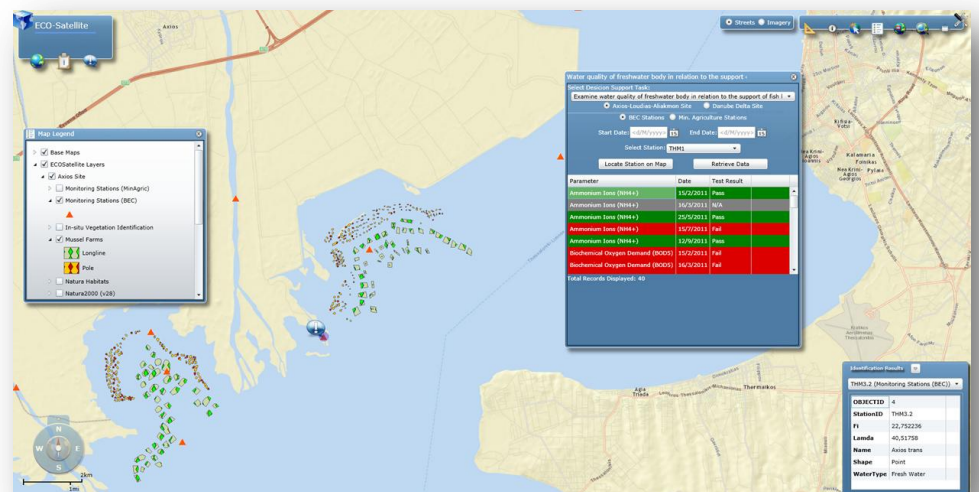 ECO-Satellite
Axios
Streets Imagery
Map Legend
Base Maps
ECOSatellite Layers
Axios Site
Monitoring Stations (MinAgric)
Monitoring Stations (BEC)
In-situ Vegetation Identification
Mussel Farms
Longline
Pole
Natura Habitats
Natura2000 (v28)
Water quality of freshwater body in relation to the support -
Select Desicion Support Task:
Examine water quality of freshwater body in relation to the support of fish l
Axios-Loudias-Aliakmon Site Danube Delta Site
BEC Stations Min. Agriculture Stations
Start Date: <d/M/yyyy> 15 End Date: <d/M/yyyy> 15
Select Station: THM1
Locate Station on Map Retrieve Data
Parameter Date Test Result
Ammonium Ions (NH4+) 15/2/2011 Pass
Ammonium Ions (NH4+) 16/3/2011 N/A
Ammonium Ions (NH4+) 25/5/2011 Pass
Ammonium Ions (NH4+) 15/7/2011 Fail
Ammonium Ions (NH4+) 12/9/2011 Pass
Biochemical Oxygen Demand (BOD5) 15/2/2011 Fail
Biochemical Oxygen Demand (BOD5) 16/3/2011 Fail
Total Records Displayed: 40
Kalamaria
Agia
Triada
Thermaikos
N
W E
S
2km
1mi
Identification Results
THM3.2 (Monitoring Stations (BEC))
OBJECTID 4
StationID THM3.2
Fi 22,752236
Lamda 40,51758
Name Axios trans
Shape Point
WaterType Fresh Water